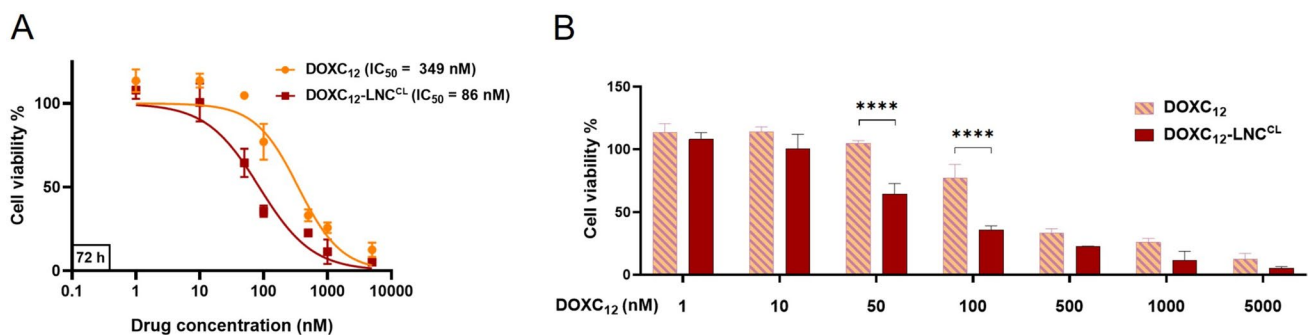 A
DOXC₁₂ (IC₅₀ = 349 nM)
DOXC₁₂-LNCᶜᴸ (IC₅₀ = 86 nM)
Cell viability %
100
50
0
72 h
0.1 1 10 100 1000 10000
Drug concentration (nM)
B
DOXC₁₂
DOXC₁₂-LNCᶜᴸ
****
****
Cell viability %
150
100
50
0
DOXC₁₂ (nM) 1 10 50 100 500 1000 5000